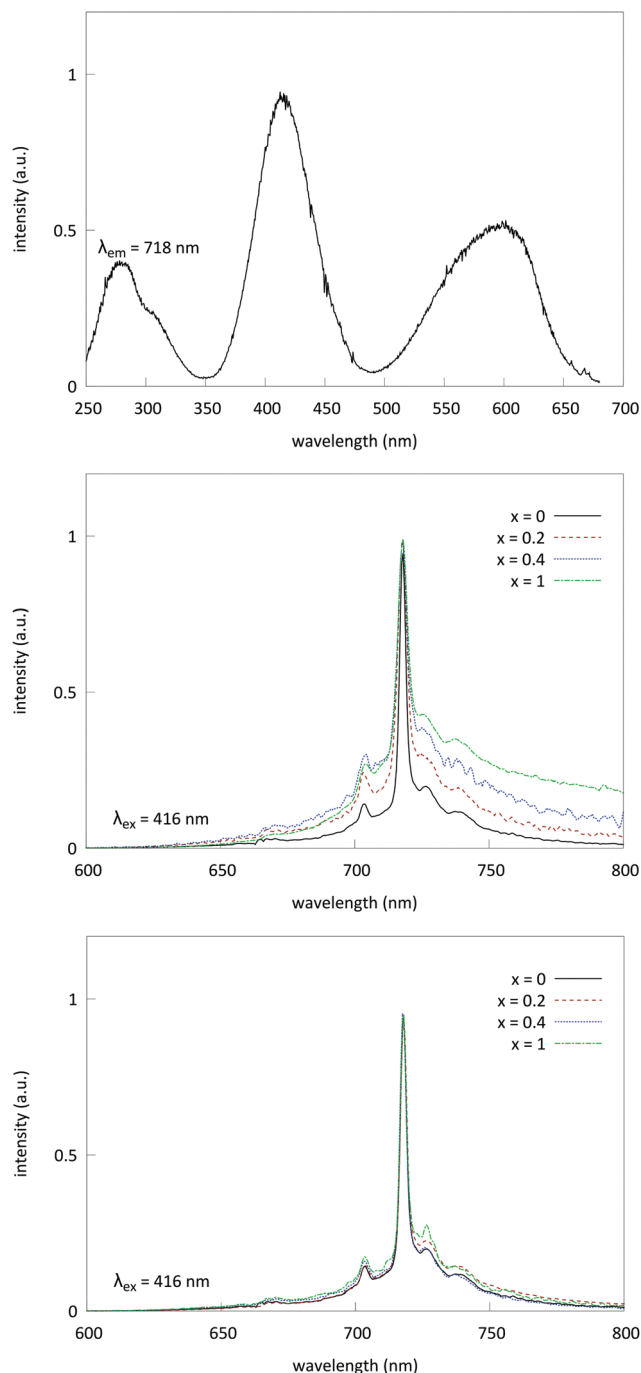 1
intensity (a.u.)
0.5
λem = 718 nm
0
250 300 350 400 450 500 550 600 650 700
wavelength (nm)
x = 0
1
x = 0.2
x = 0.4
x = 1
intensity (a.u.)
0.5
λex = 416 nm
0
600 650 700 750 800
wavelength (nm)
x = 0
1
x = 0.2
x = 0.4
x = 1
intensity (a.u.)
0.5
λex = 416 nm
0
600 650 700 750 800
wavelength (nm)